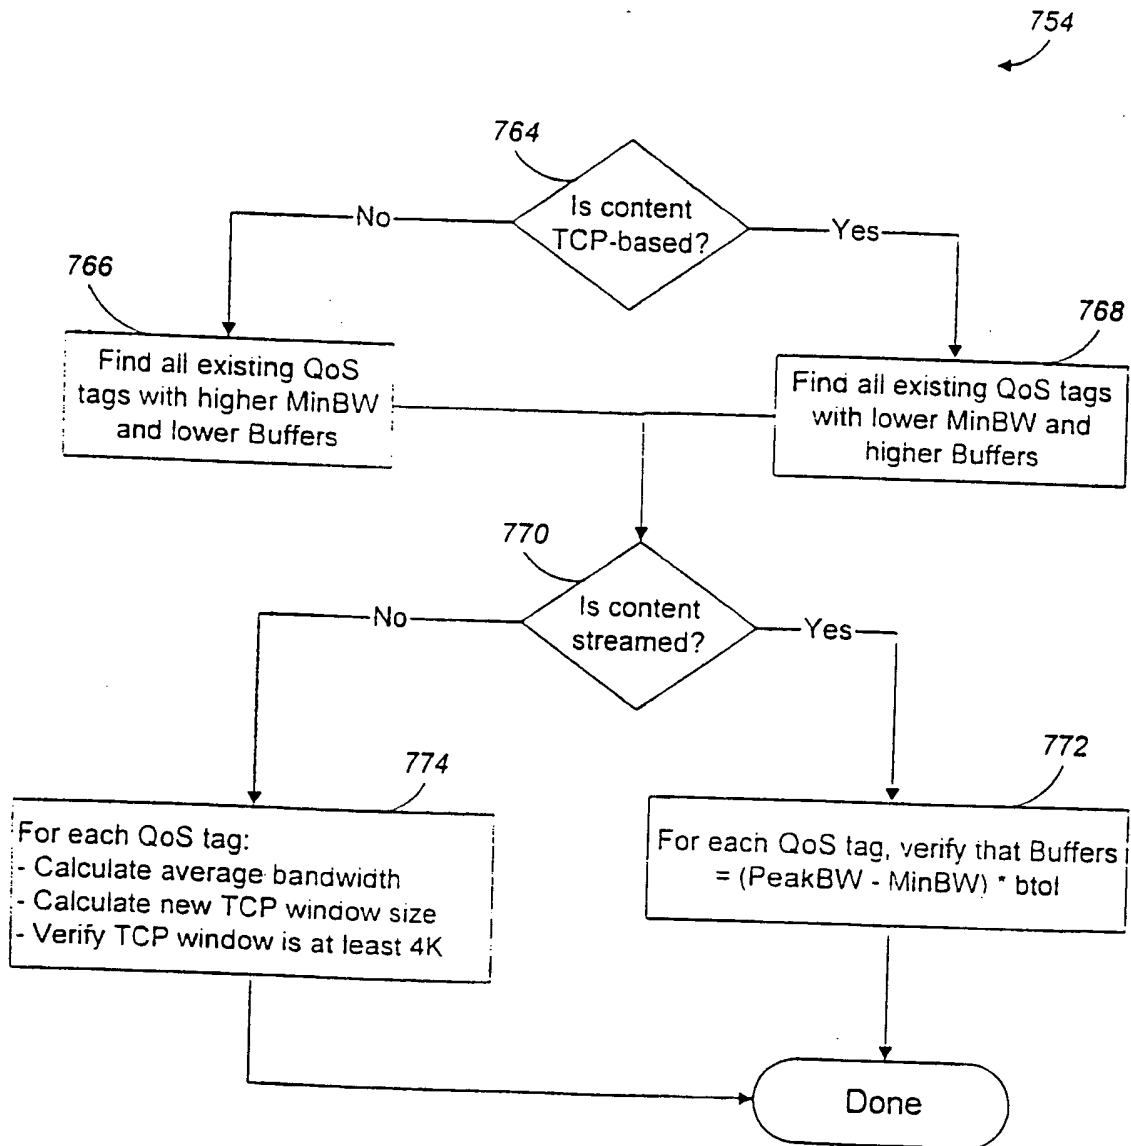 754
764
Is content
TCP-based?
No
Yes
766
768
Find all existing QoS
tags with higher MinBW
and lower Buffers
Find all existing QoS tags
with lower MinBW and
higher Buffers
770
Is content
streamed?
No
Yes
774
772
For each QoS tag:
- Calculate average bandwidth
- Calculate new TCP window size
- Verify TCP window is at least 4K
For each QoS tag, verify that Buffers
= (PeakBW - MinBW) * btol
Done